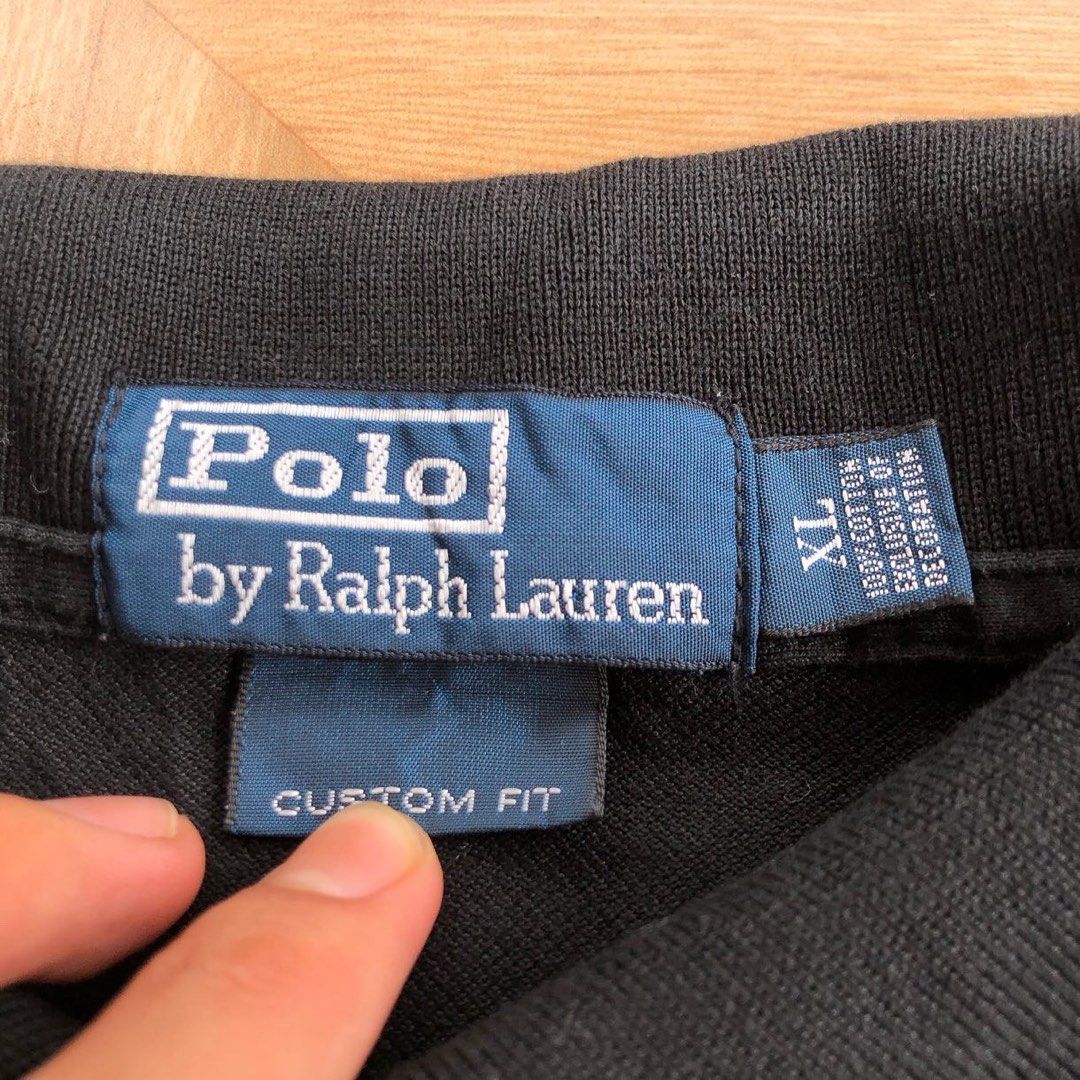 Polo
by Ralph Lauren
XL
100% COTTON
EXCLUSIVE OF
DECORATION
CUSTOM FIT